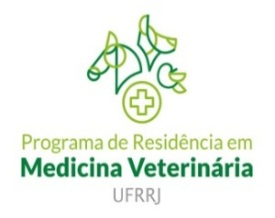 Programa de Residência em
Medicina Veterinária
UFRRJ